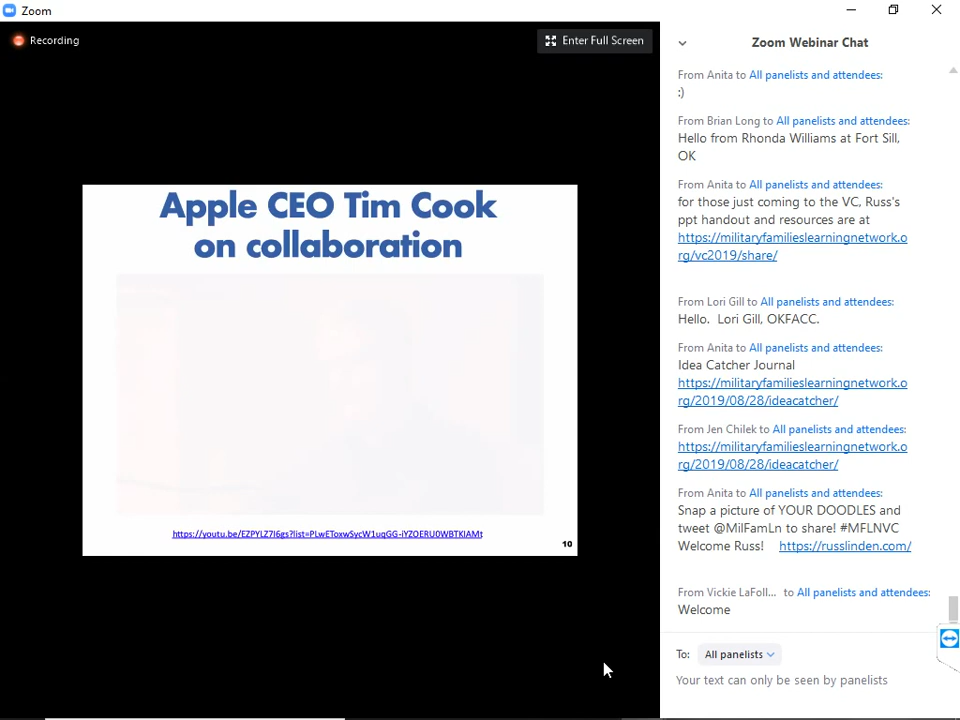 Zoom
Recording
Enter Full Screen
Apple CEO Tim Cook
on collaboration
https://youtu.be/EZPYLZ7I6gs?list=PLwEToxwSycW1uqGG-iYZOERU0WBTKIAMt
10
Zoom Webinar Chat
From Anita to All panelists and attendees:
:)
From Brian Long to All panelists and attendees:
Hello from Rhonda Williams at Fort Sill,
OK
From Anita to All panelists and attendees:
for those just coming to the VC, Russ's
ppt handout and resources are at
https://militaryfamilieslearningnetwork.o
rg/vc2019/share/
From Lori Gill to All panelists and attendees:
Hello.  Lori Gill, OKFACC.
From Anita to All panelists and attendees:
Idea Catcher Journal
https://militaryfamilieslearningnetwork.o
rg/2019/08/28/ideacatcher/
From Jen Chilek to All panelists and attendees:
https://militaryfamilieslearningnetwork.o
rg/2019/08/28/ideacatcher/
From Anita to All panelists and attendees:
Snap a picture of YOUR DOODLES and
tweet @MilFamLn to share! #MFLNVC
Welcome Russ!    https://russlinden.com/
From Vickie LaFoll...  to All panelists and attendees:
Welcome
To: All panelists
Your text can only be seen by panelists